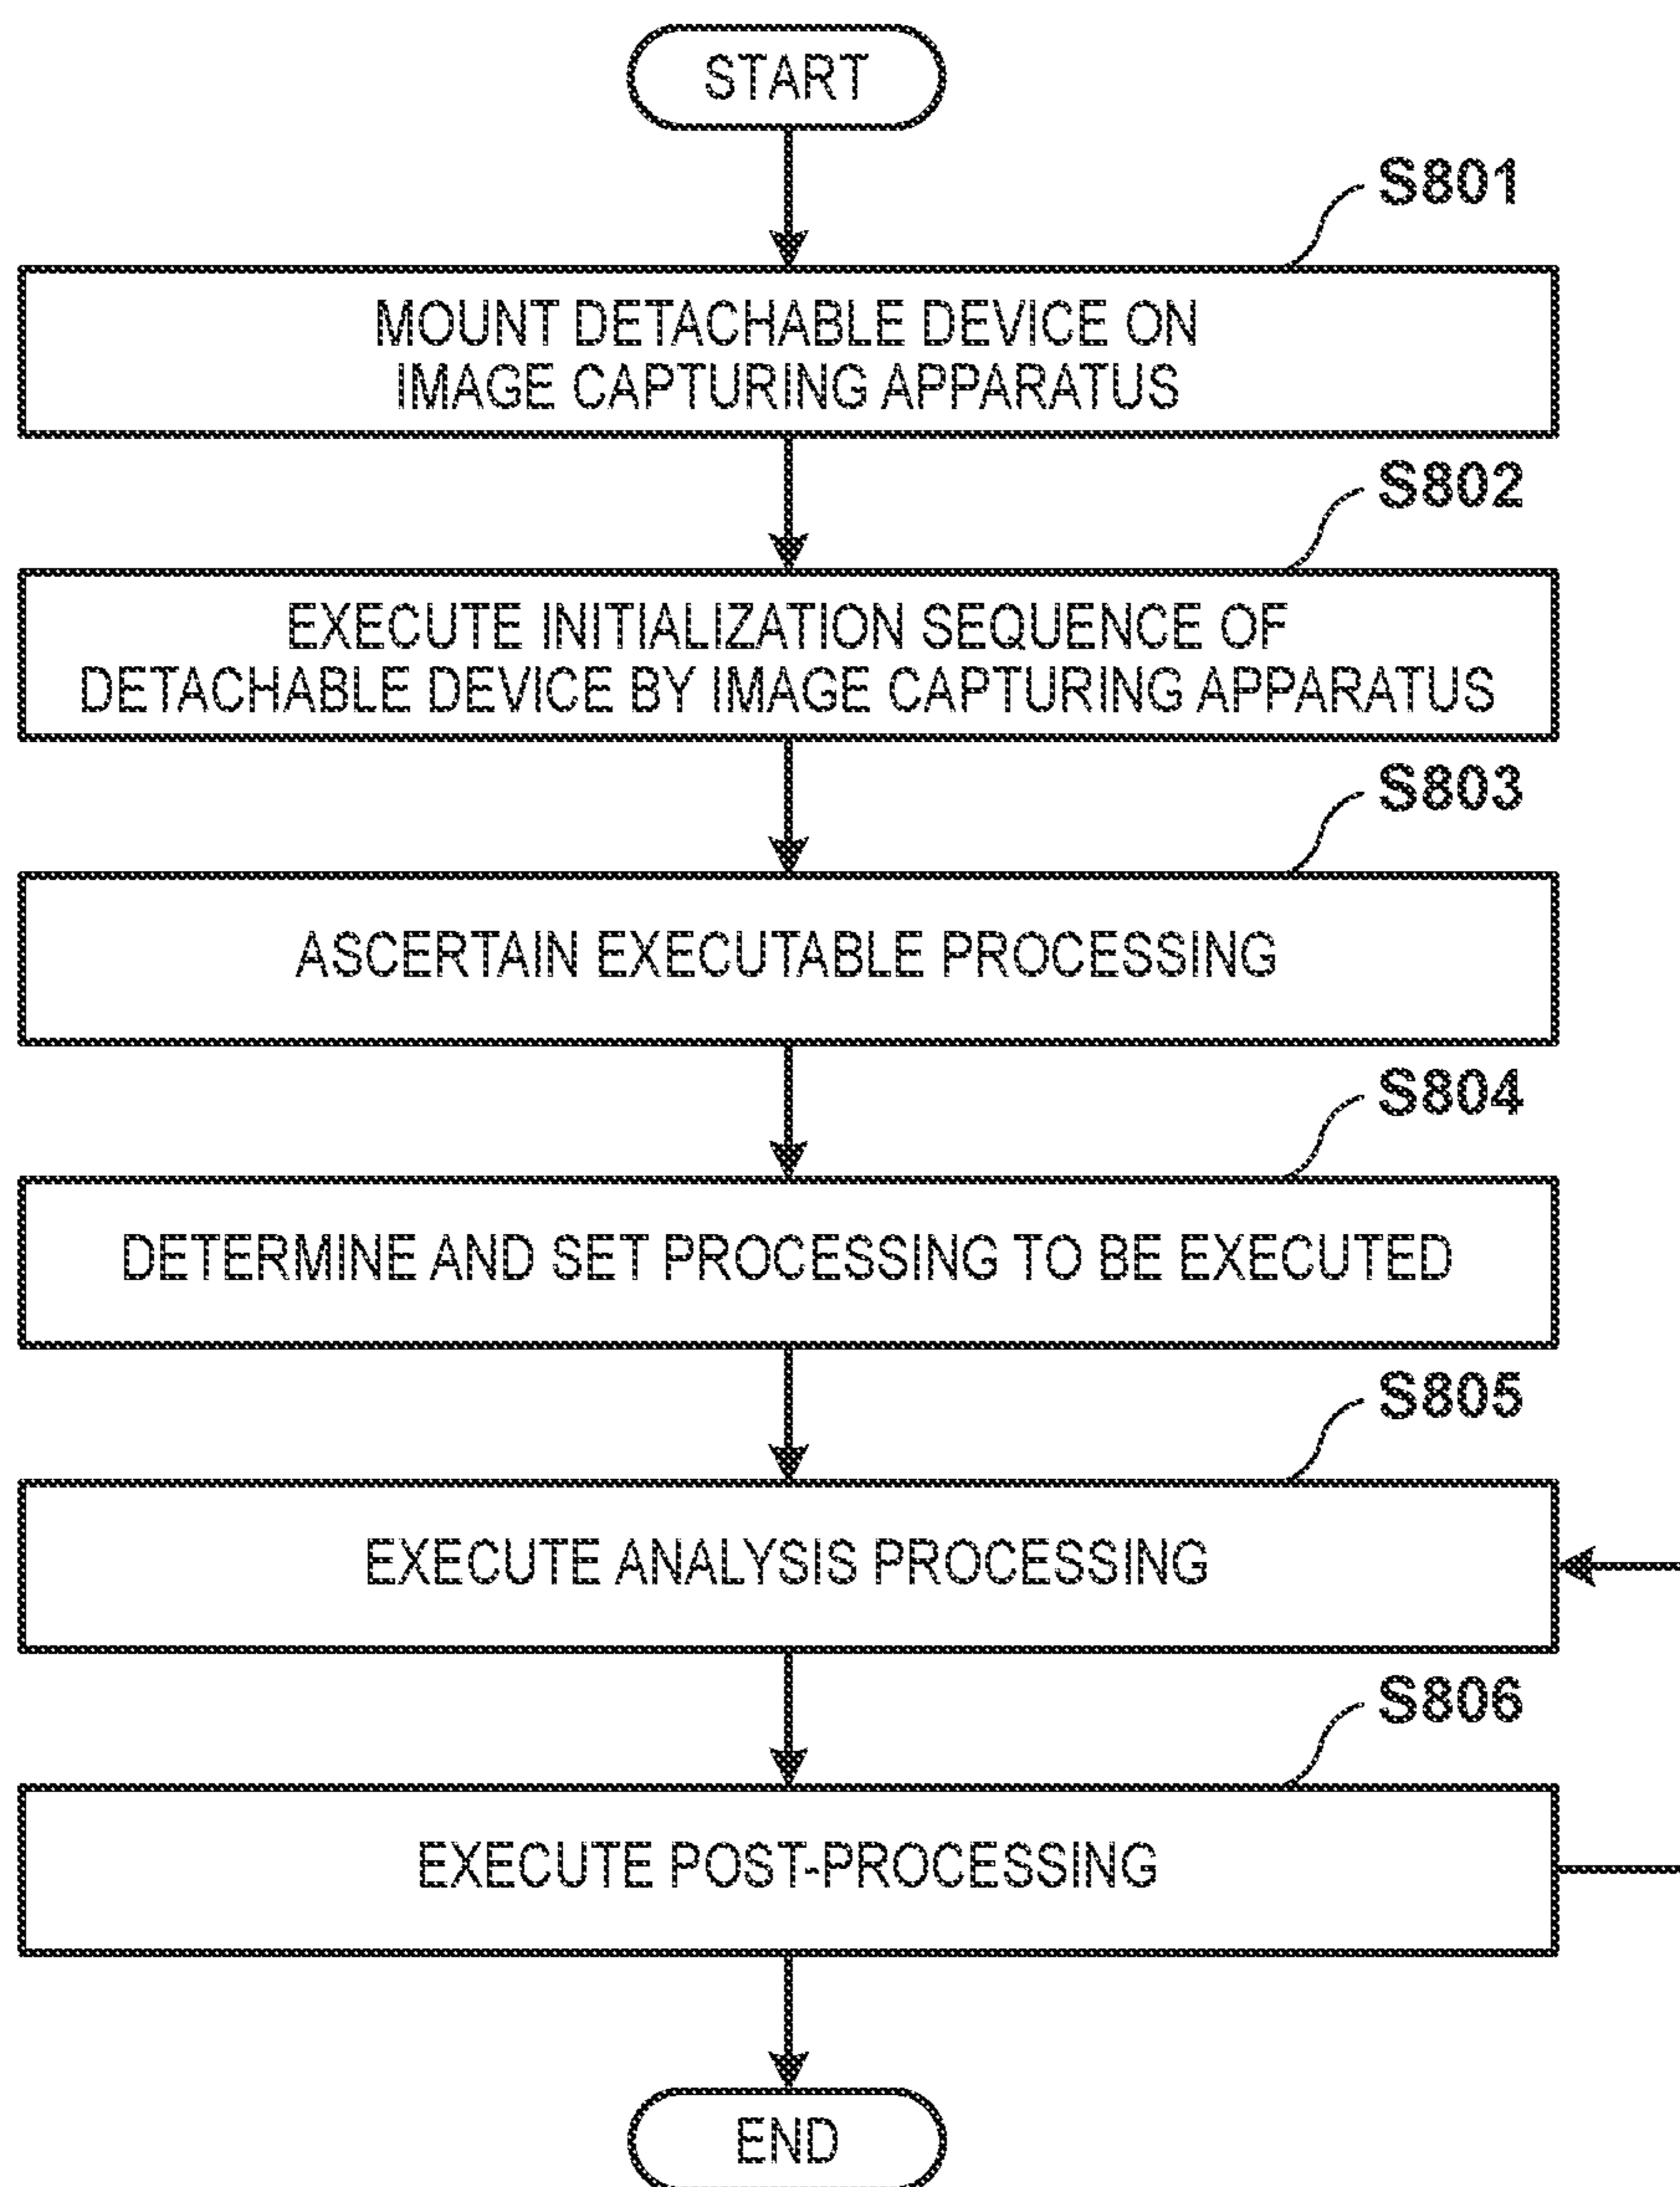 START
S801
MOUNT DETACHABLE DEVICE ON
IMAGE CAPTURING APPARATUS
S802
EXECUTE INITIALIZATION SEQUENCE OF
DETACHABLE DEVICE BY IMAGE CAPTURING APPARATUS
S803
ASCERTAIN EXECUTABLE PROCESSING
S804
DETERMINE AND SET PROCESSING TO BE EXECUTED
S805
EXECUTE ANALYSIS PROCESSING
S806
EXECUTE POST-PROCESSING
END